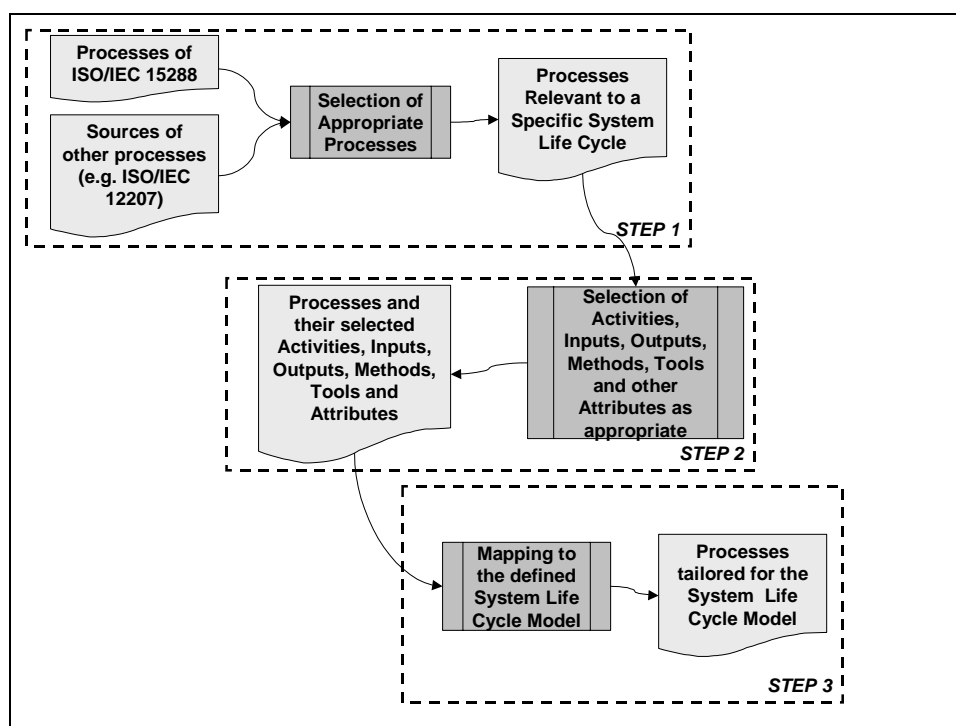 Processes of
ISO/IEC 15288
Sources of
other processes
(e.g. ISO/IEC
12207)
Selection of
Appropriate
Processes
Processes
Relevant to a
Specific System
Life Cycle
STEP 1
Processes and
their selected
Activities, Inputs,
Outputs, Methods,
Tools and
Attributes
Selection of
Activities,
Inputs, Outputs,
Methods, Tools
and other
Attributes as
appropriate
STEP 2
Mapping to
the defined
System Life
Cycle Model
Processes
tailored for the
System Life
Cycle Model
STEP 3